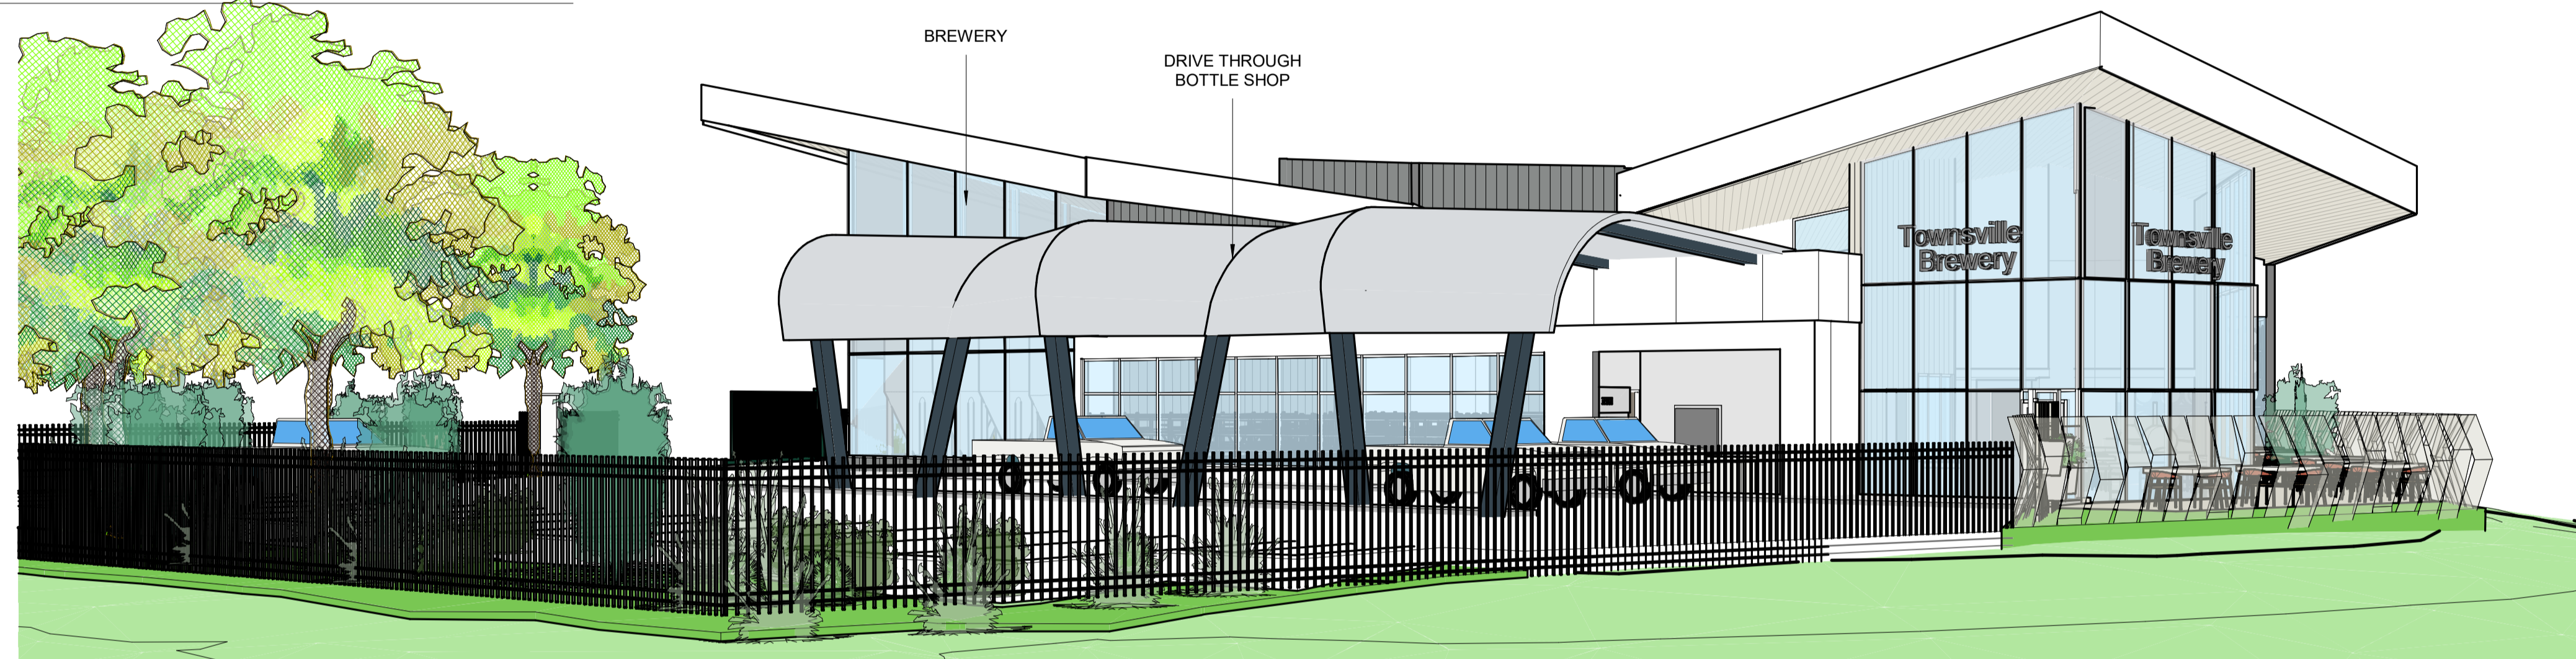 BREWERY
DRIVE THROUGH
BOTTLE SHOP
Townsville
Brewery
Townsville
Brewery